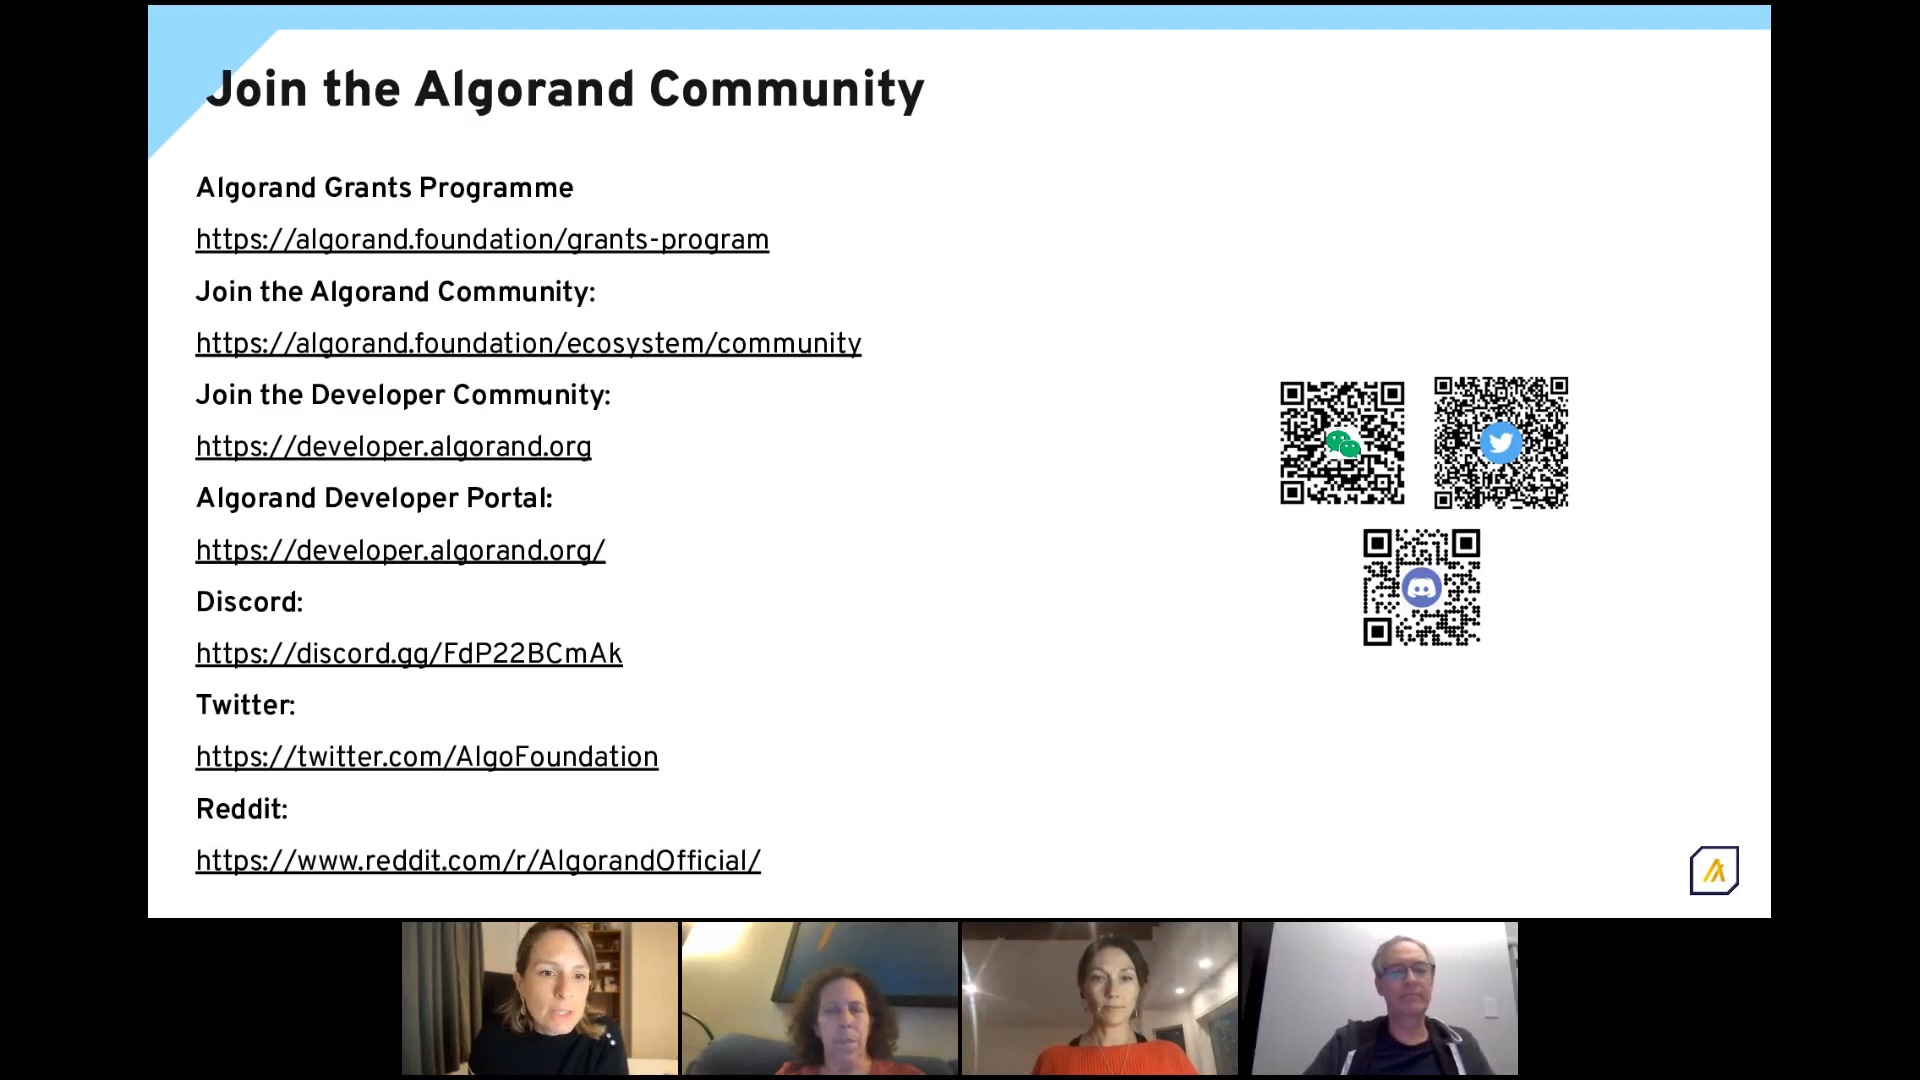 Join the Algorand Community
Algorand Grants Programme
https://algorand.foundation/grants-program
Join the Algorand Community:
https://algorand.foundation/ecosystem/community
Join the Developer Community:
https://developer.algorand.org
Algorand Developer Portal:
https://developer.algorand.org/
Discord:
https://discord.gg/FdP22BCmAk
Twitter:
https://twitter.com/AlgoFoundation
Reddit:
https://www.reddit.com/r/AlgorandOfficial/